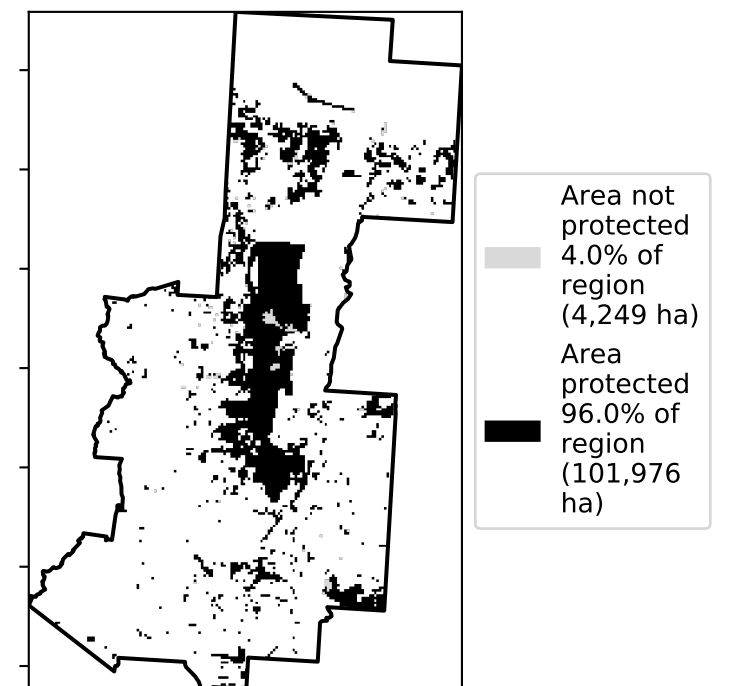 Area not
protected
4.0% of
region
(4,249 ha)
Area
protected
96.0% of
region
(101,976
ha)